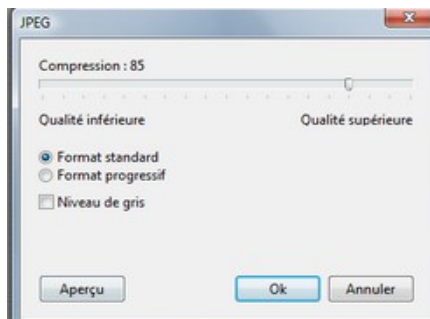 JPEG
Compression : 85
Qualité inférieure Qualité supérieure
Format standard
Format progressif
Niveau de gris
Aperçu Ok Annuler